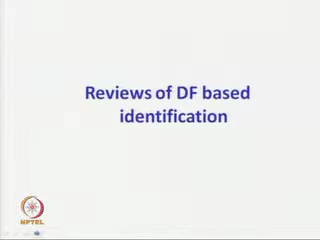 Reviews of DF based
identification
NPTEL